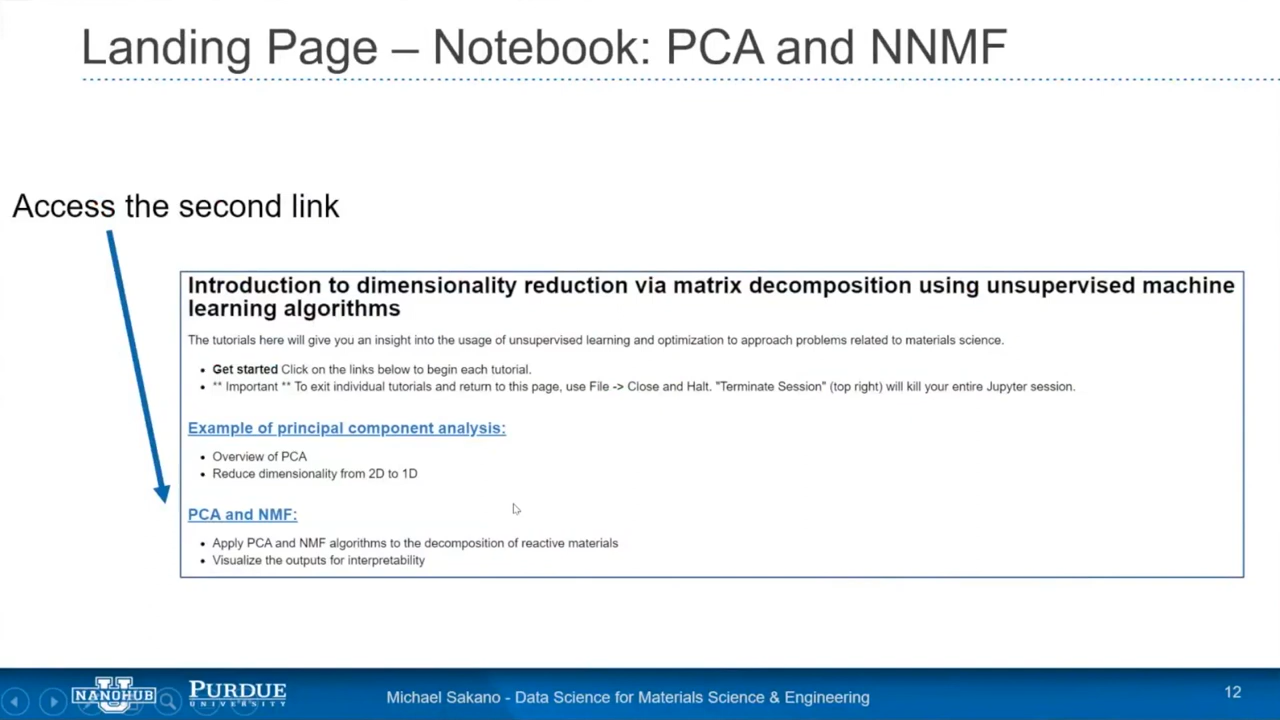 Landing Page – Notebook: PCA and NNMF
Access the second link
Introduction to dimensionality reduction via matrix decomposition using unsupervised machine
learning algorithms
The tutorials here will give you an insight into the usage of unsupervised learning and optimization to approach problems related to materials science.
• Get started Click on the links below to begin each tutorial.
• ** Important ** To exit individual tutorials and return to this page, use File -> Close and Halt. "Terminate Session" (top right) will kill your entire Jupyter session.
Example of principal component analysis:
• Overview of PCA
• Reduce dimensionality from 2D to 1D
PCA and NMF:
• Apply PCA and NMF algorithms to the decomposition of reactive materials
• Visualize the outputs for interpretability
NANOHUB
PURDUE
UNIVERSITY
Michael Sakano - Data Science for Materials Science & Engineering
12